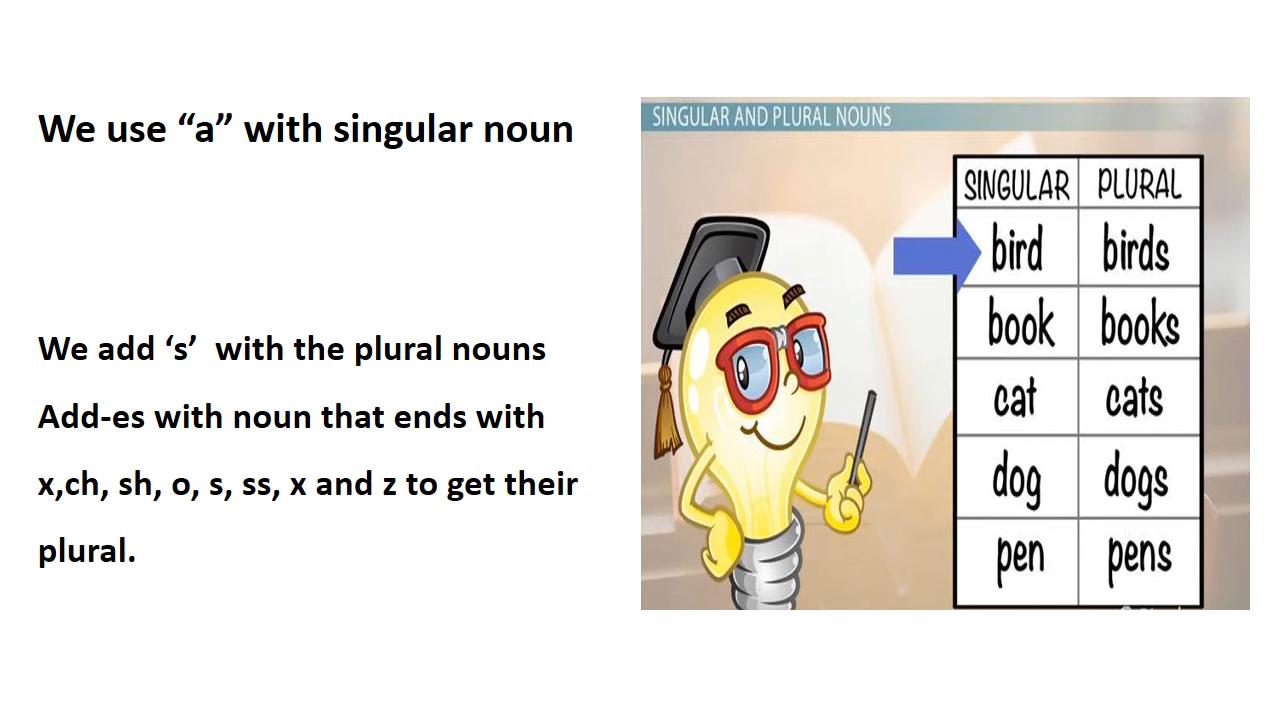 We use “a” with singular noun
We add ‘s’  with the plural nouns
Add-es with noun that ends with
x,ch, sh, o, s, ss, x and z to get their
plural.
SINGULAR AND PLURAL NOUNS
SINGULAR PLURAL
bird birds
book books
cat cats
dog dogs
pen pens